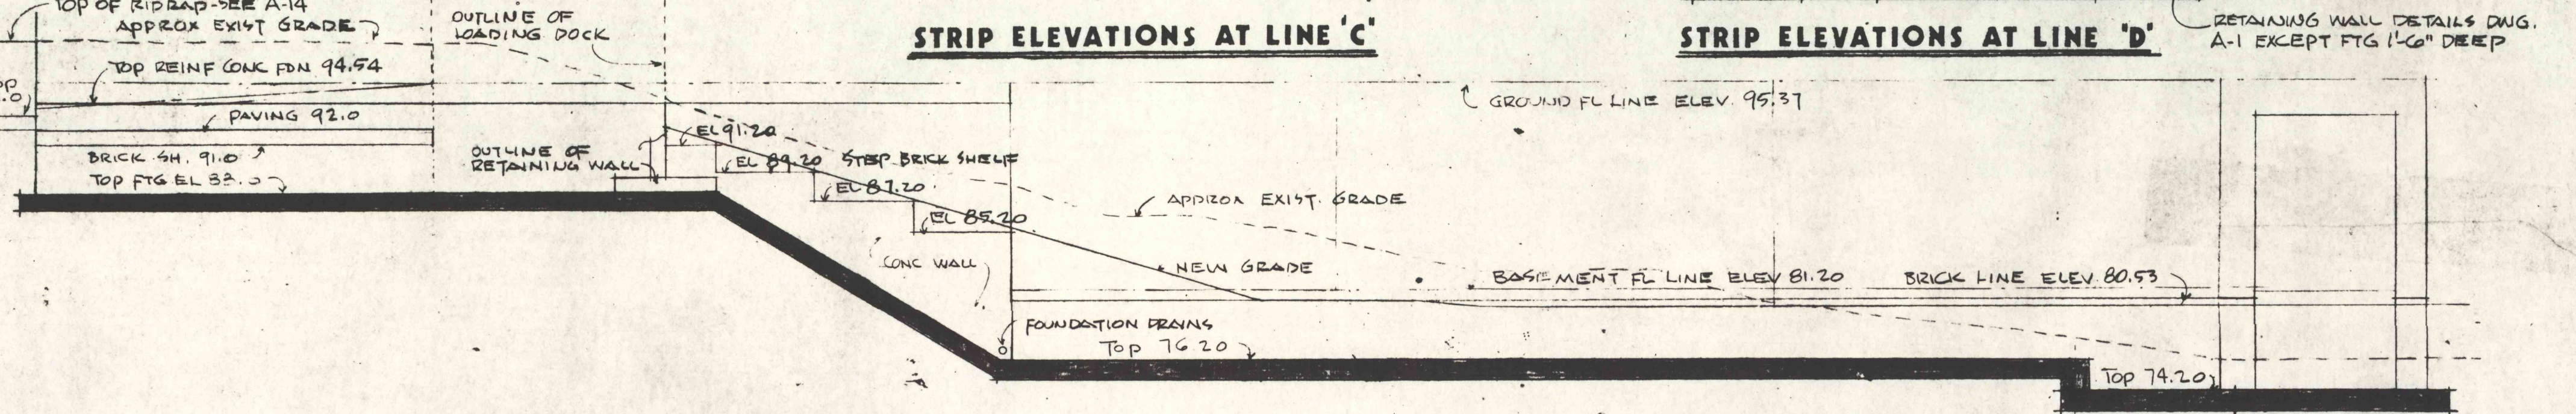 TOP OF RIPRAP-SEE A-14
APPROX EXIST GRADE
OUTLINE OF
LOADING DOCK
TOP REINF CONC FDN 94.54
PAVING 92.0
BRICK SH. 91.0
TOP FTG EL
OUTLINE OF
RETAINING WALL
EL 91.20
EL 89.20
STEP BRICK SHELF
EL 87.20
EL 85.20
CONC WALL
FOUNDATION DRAINS
TOP 76.20
STRIP ELEVATIONS AT LINE 'C'
STRIP ELEVATIONS AT LINE 'D'
RETAINING WALL DETAILS DWG.
A-1 EXCEPT FTG 1'-6" DEEP
GROUND FL LINE ELEV. 95.37
APPROX EXIST. GRADE
NEW GRADE
BASEMENT FL LINE ELEV 81.20
BRICK LINE ELEV. 80.53
TOP 74.20